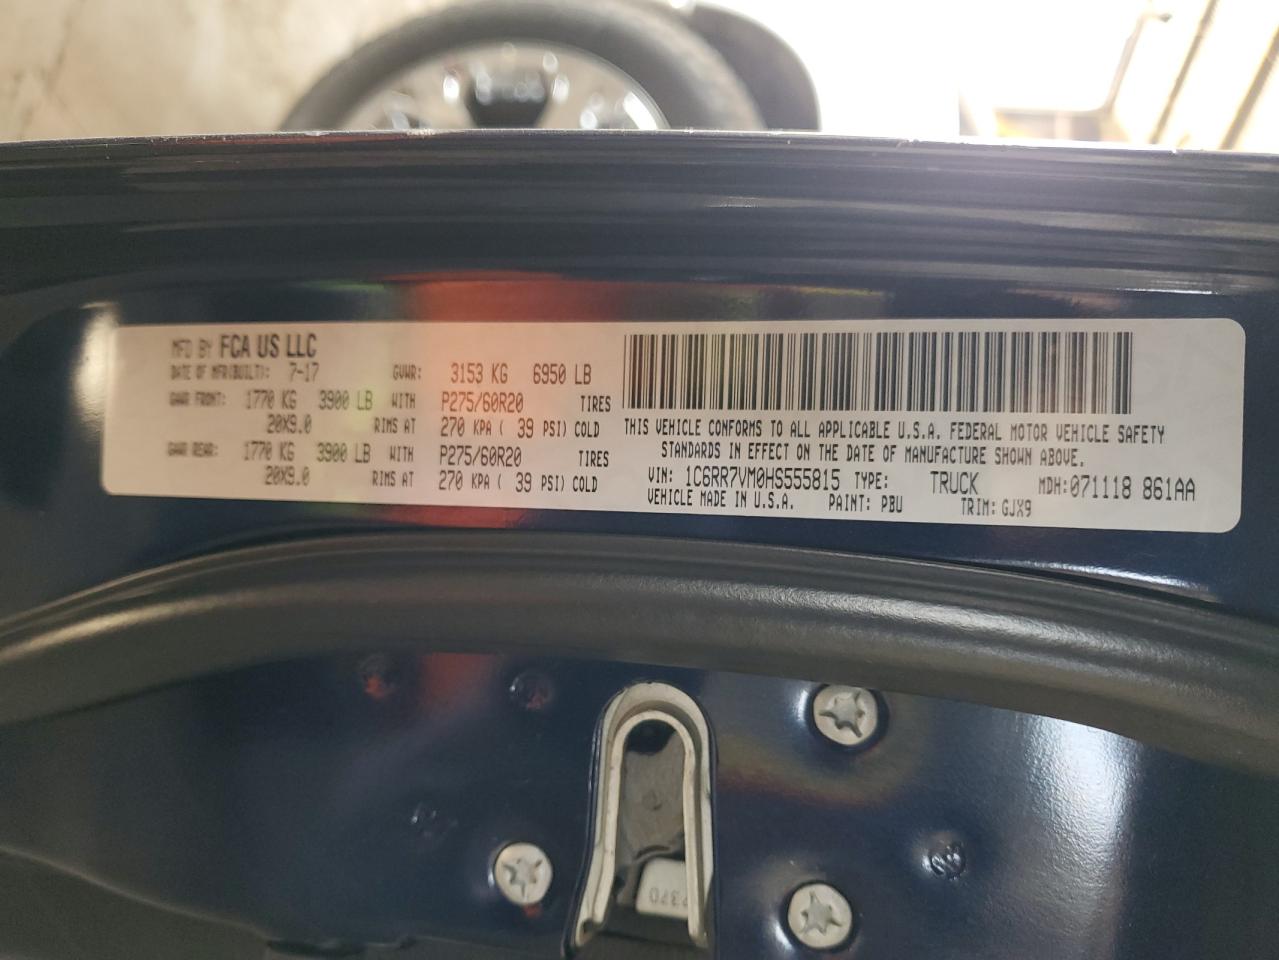 MFD BY FCA US LLC
DATE OF MFR(BUILT): 7-17 GVWR: 3153 KG 6950 LB
GAWR FRONT: 1770 KG 3900 LB WITH P275/60R20 TIRES
20X9.0 RIMS AT 270 KPA ( 39 PSI) COLD
GAWR REAR: 1770 KG 3900 LB WITH P275/60R20 TIRES
20X9.0 RIMS AT 270 KPA ( 39 PSI) COLD
THIS VEHICLE CONFORMS TO ALL APPLICABLE U.S.A. FEDERAL MOTOR VEHICLE SAFETY
STANDARDS IN EFFECT ON THE DATE OF MANUFACTURE SHOWN ABOVE.
VIN: 1C6RR7VM0HS555815 TYPE: TRUCK MDH:071118 861AA
VEHICLE MADE IN U.S.A. PAINT: PBU TRIM: GJX9